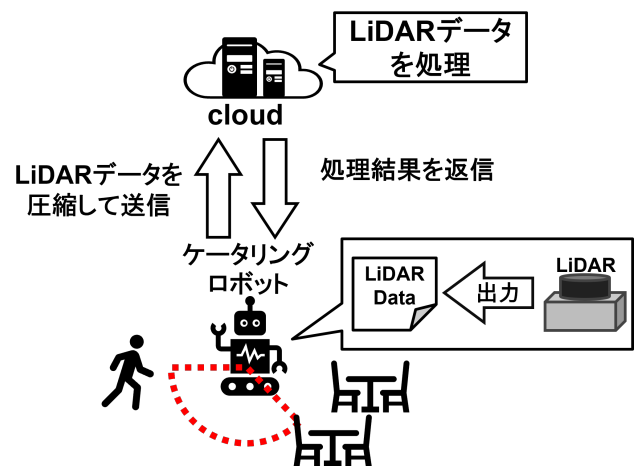 LiDARデータ
を処理
cloud
LiDARデータを
圧縮して送信
処理結果を返信
ケータリング
ロボット
LiDAR
Data
出力
LiDAR